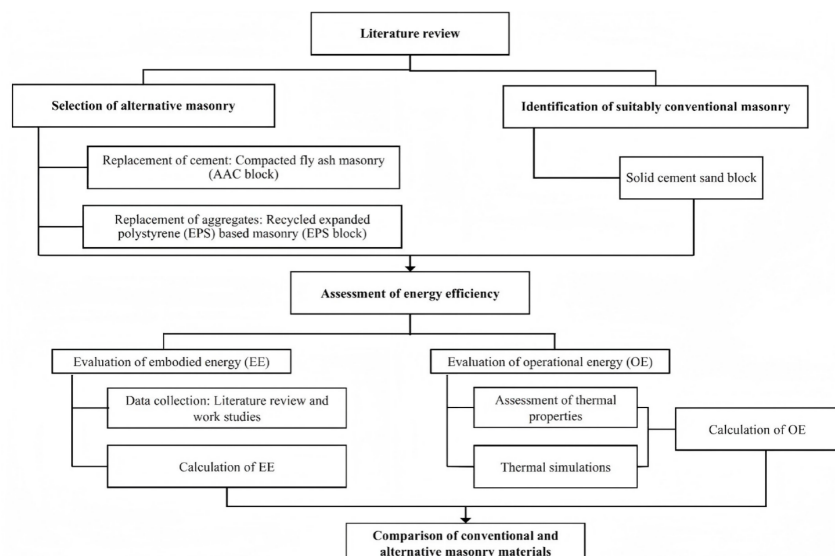 Literature review
Selection of alternative masonry
Identification of suitably conventional masonry
Replacement of cement: Compacted fly ash masonry
(AAC block)
Solid cement sand block
Replacement of aggregates: Recycled expanded
polystyrene (EPS) based masonry (EPS block)
Assessment of energy efficiency
Evaluation of embodied energy (EE)
Evaluation of operational energy (OE)
Data collection: Literature review and
work studies
Assessment of thermal
properties
Calculation of OE
Calculation of EE
Thermal simulations
Comparison of conventional and
alternative masonry materials